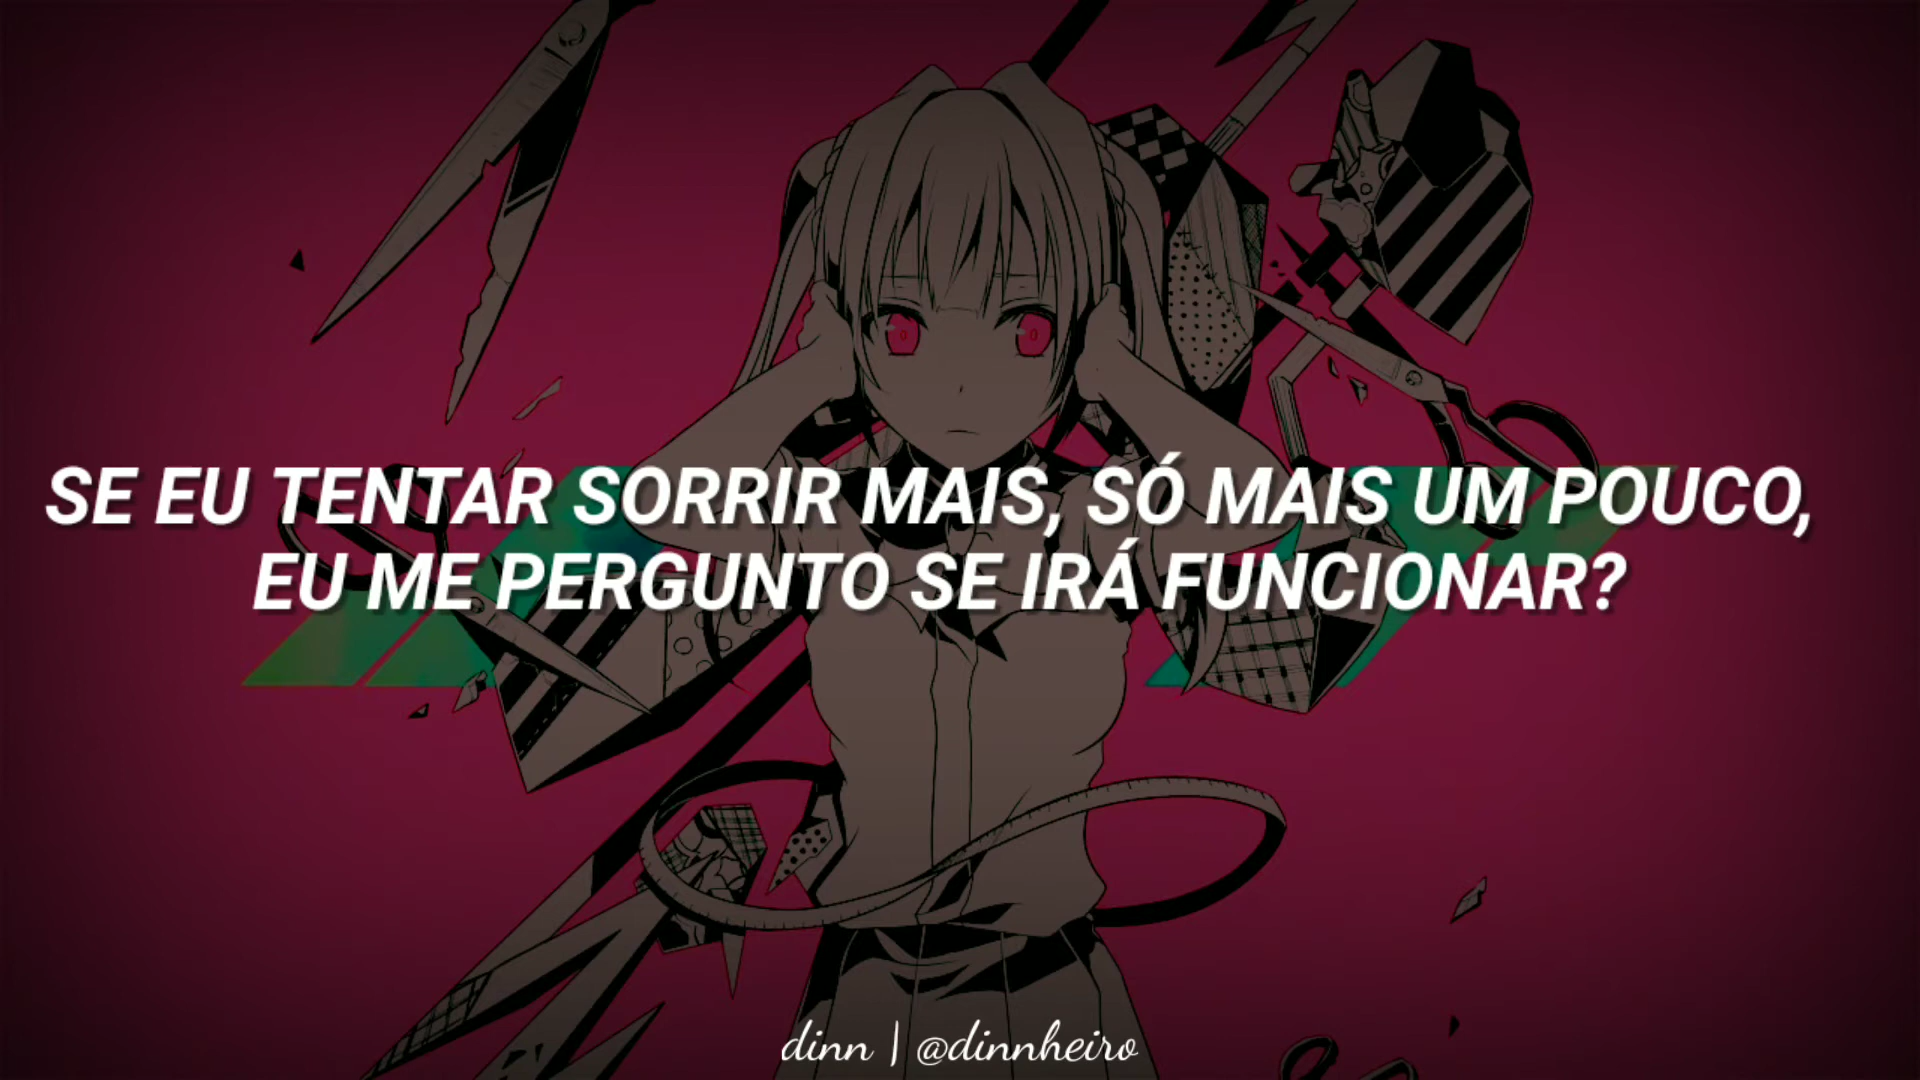 SE EU TENTAR SORRIR MAIS, SÓ MAIS UM POUCO,
EU ME PERGUNTO SE IRÁ FUNCIONAR?
dinn | @dinnheiro